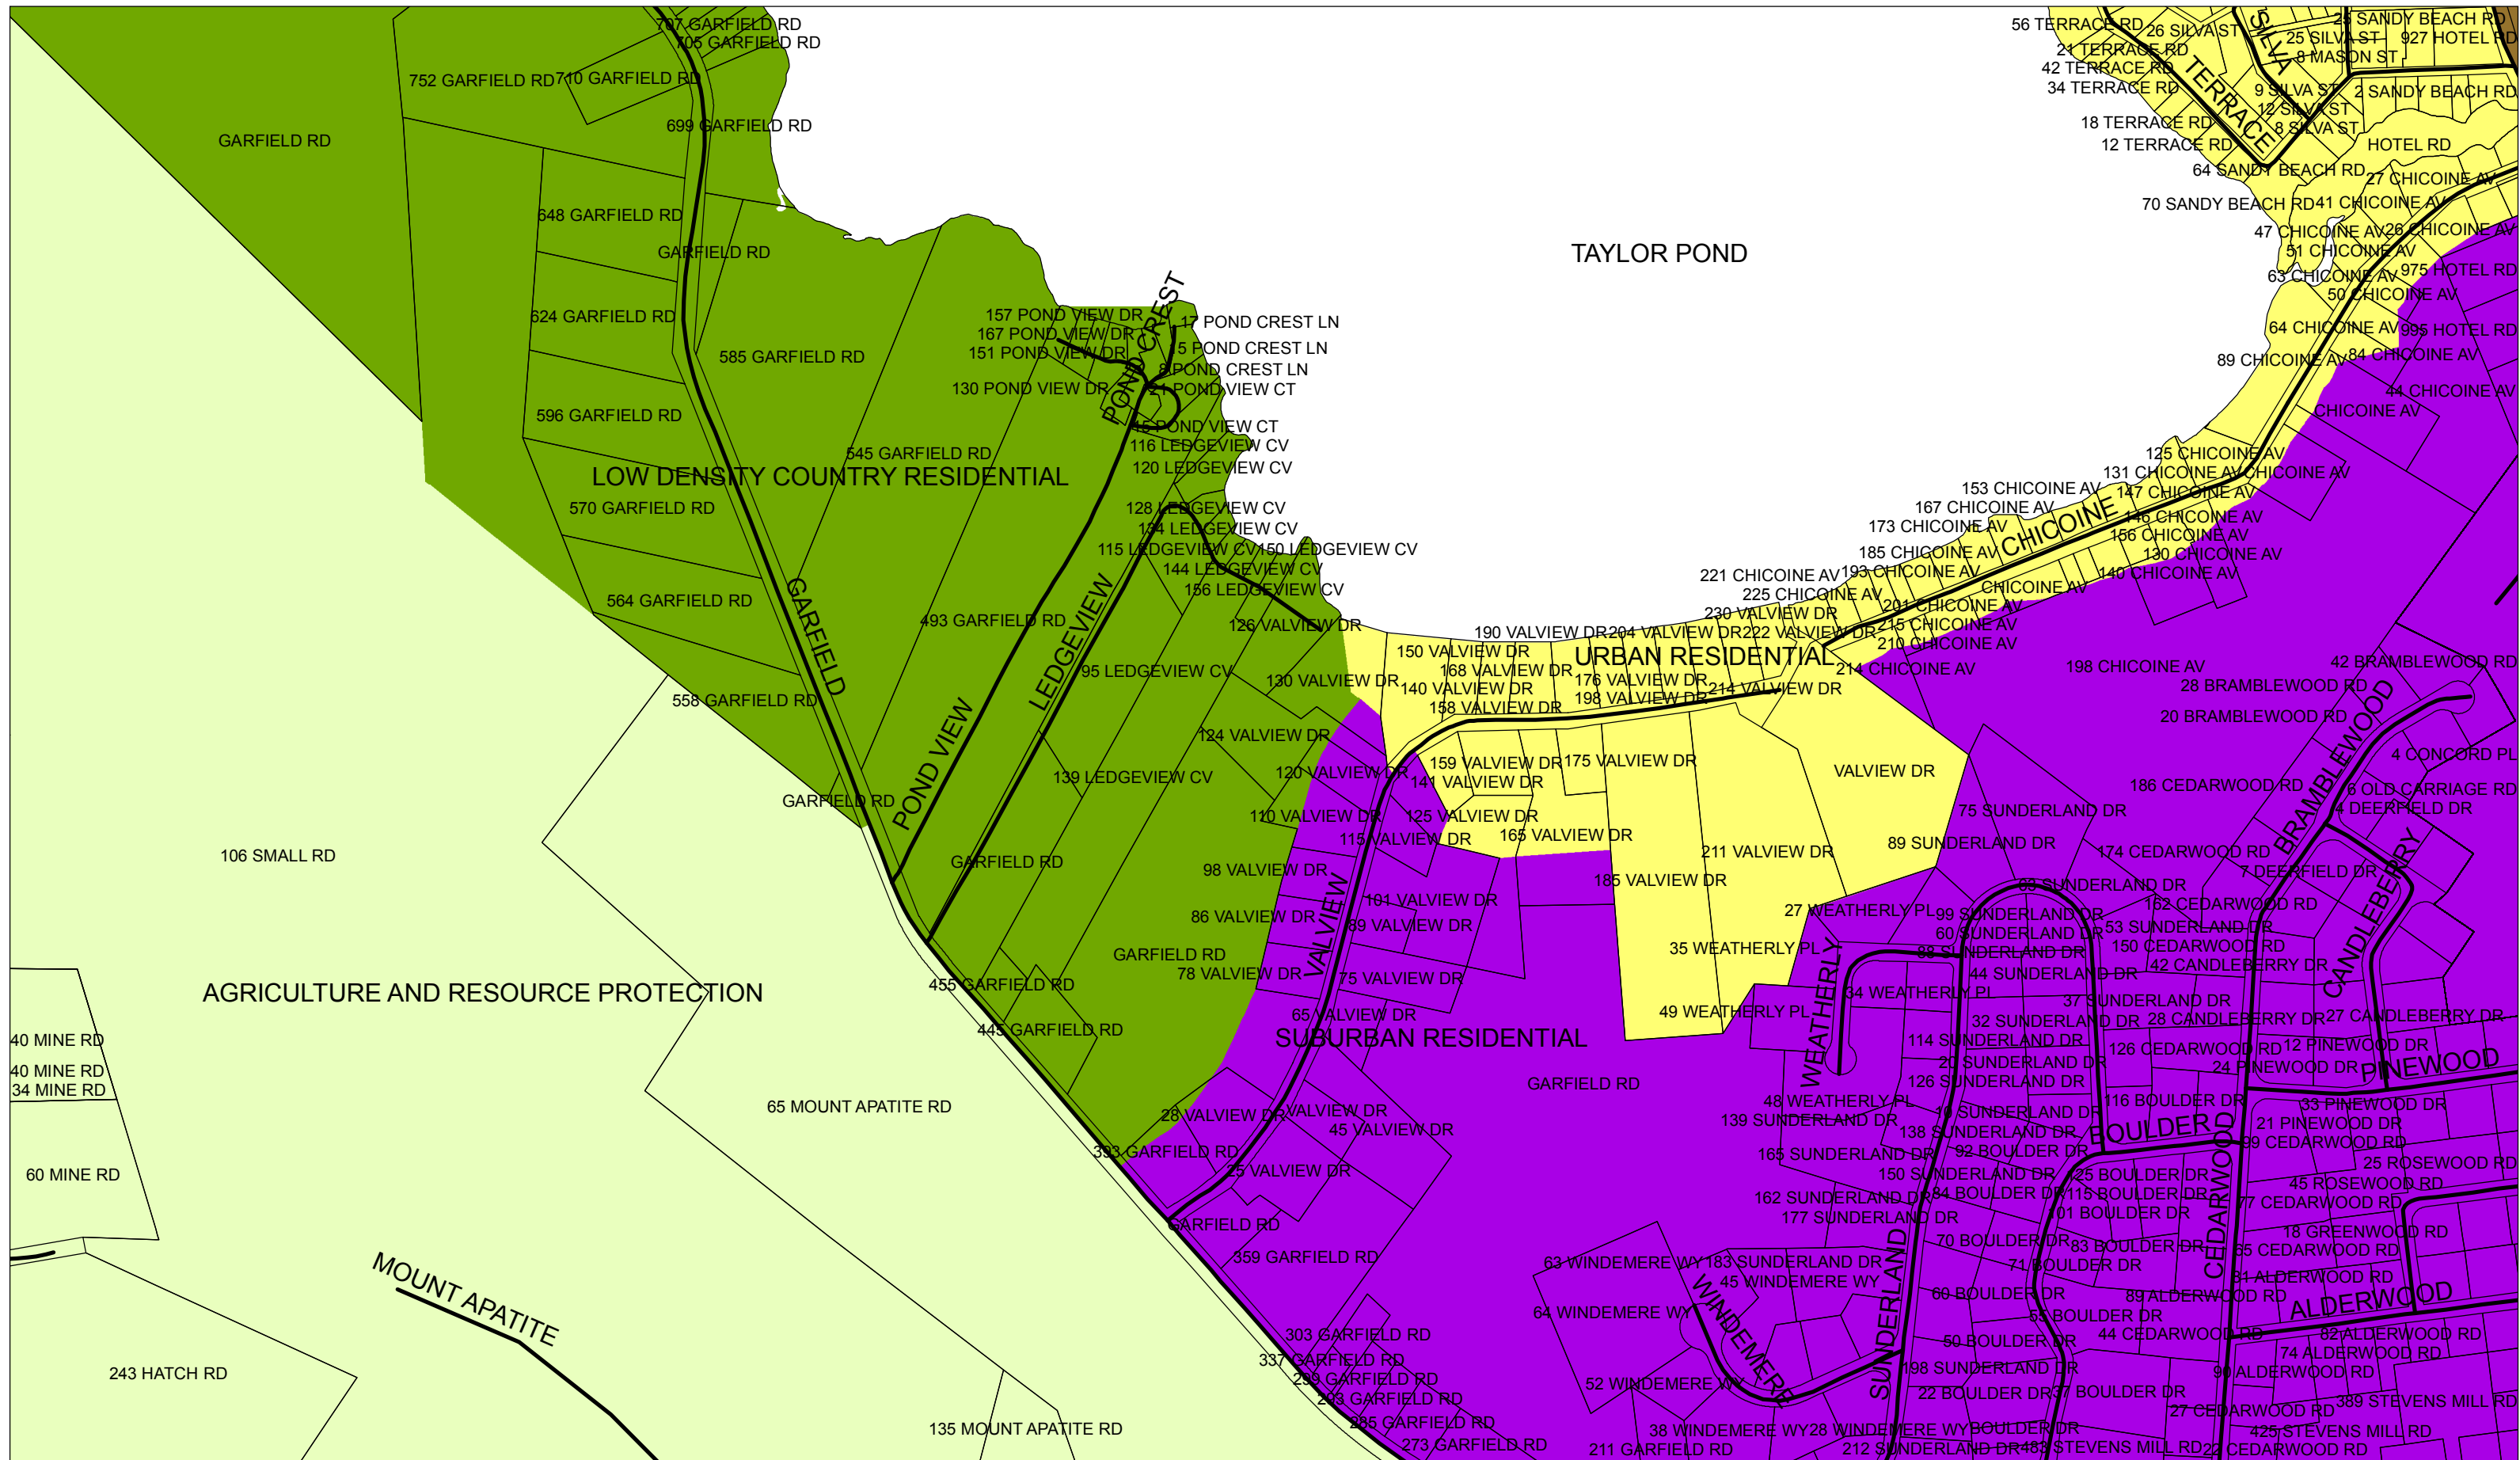 707 GARFIELD RD
705 GARFIELD RD
752 GARFIELD RD
710 GARFIELD RD
699 GARFIELD RD
GARFIELD RD
648 GARFIELD RD
GARFIELD RD
624 GARFIELD RD
585 GARFIELD RD
596 GARFIELD RD
545 GARFIELD RD
LOW DENSITY COUNTRY RESIDENTIAL
570 GARFIELD RD
564 GARFIELD RD
493 GARFIELD RD
558 GARFIELD RD
GARFIELD
GARFIELD RD
POND VIEW
LEDGEVIEW
POND CREST
157 POND VIEW DR
167 POND VIEW DR
151 POND VIEW DR
130 POND VIEW DR
17 POND CREST LN
5 POND CREST LN
8 POND CREST LN
21 POND VIEW CT
15 POND VIEW CT
116 LEDGEVIEW CV
120 LEDGEVIEW CV
128 LEDGEVIEW CV
134 LEDGEVIEW CV
115 LEDGEVIEW CV
150 LEDGEVIEW CV
144 LEDGEVIEW CV
156 LEDGEVIEW CV
95 LEDGEVIEW CV
139 LEDGEVIEW CV
GARFIELD RD
GARFIELD RD
455 GARFIELD RD
445 GARFIELD RD
393 GARFIELD RD
TAYLOR POND
56 TERRACE RD
26 SILVA ST
SILVA
25 SANDY BEACH RD
25 SILVA ST
927 HOTEL RD
21 TERRACE RD
8 MASON ST
42 TERRACE RD
34 TERRACE RD
TERRACE
9 SILVA ST
2 SANDY BEACH RD
12 SILVA ST
18 TERRACE RD
8 SILVA ST
12 TERRACE RD
HOTEL RD
64 SANDY BEACH RD
27 CHICOINE AV
70 SANDY BEACH RD
41 CHICOINE AV
47 CHICOINE AV
26 CHICOINE AV
51 CHICOINE AV
63 CHICOINE AV
975 HOTEL RD
50 CHICOINE AV
64 CHICOINE AV
995 HOTEL RD
89 CHICOINE AV
84 CHICOINE AV
44 CHICOINE AV
CHICOINE AV
125 CHICOINE AV
131 CHICOINE AV
CHICOINE AV
153 CHICOINE AV
147 CHICOINE AV
167 CHICOINE AV
173 CHICOINE AV
CHICOINE
146 CHICOINE AV
156 CHICOINE AV
185 CHICOINE AV
130 CHICOINE AV
221 CHICOINE AV
193 CHICOINE AV
140 CHICOINE AV
225 CHICOINE AV
CHICOINE AV
201 CHICOINE AV
230 VALVIEW DR
215 CHICOINE AV
210 CHICOINE AV
126 VALVIEW DR
190 VALVIEW DR
204 VALVIEW DR
222 VALVIEW DR
150 VALVIEW DR
URBAN RESIDENTIAL
168 VALVIEW DR
214 CHICOINE AV
198 CHICOINE AV
130 VALVIEW DR
140 VALVIEW DR
176 VALVIEW DR
214 VALVIEW DR
158 VALVIEW DR
198 VALVIEW DR
124 VALVIEW DR
120 VALVIEW DR
159 VALVIEW DR
175 VALVIEW DR
141 VALVIEW DR
VALVIEW DR
110 VALVIEW DR
125 VALVIEW DR
115 VALVIEW DR
165 VALVIEW DR
211 VALVIEW DR
98 VALVIEW DR
185 VALVIEW DR
101 VALVIEW DR
86 VALVIEW DR
89 VALVIEW DR
VALVIEW
78 VALVIEW DR
75 VALVIEW DR
65 VALVIEW DR
SUBURBAN RESIDENTIAL
GARFIELD RD
28 VALVIEW DR
VALVIEW DR
45 VALVIEW DR
25 VALVIEW DR
GARFIELD RD
359 GARFIELD RD
303 GARFIELD RD
337 GARFIELD RD
299 GARFIELD RD
293 GARFIELD RD
285 GARFIELD RD
273 GARFIELD RD
211 GARFIELD RD
42 BRAMBLEWOOD RD
28 BRAMBLEWOOD RD
20 BRAMBLEWOOD RD
BRAMBLEWOOD
4 CONCORD PL
186 CEDARWOOD RD
6 OLD CARRIAGE RD
4 DEERFIELD DR
75 SUNDERLAND DR
89 SUNDERLAND DR
174 CEDARWOOD RD
7 DEERFIELD DR
63 SUNDERLAND DR
162 CEDARWOOD RD
CANDLEBERRY
27 WEATHERLY PL
99 SUNDERLAND DR
53 SUNDERLAND DR
60 SUNDERLAND DR
150 CEDARWOOD RD
35 WEATHERLY PL
88 SUNDERLAND DR
42 CANDLEBERRY DR
44 SUNDERLAND DR
WEATHERLY
34 WEATHERLY PL
37 SUNDERLAND DR
49 WEATHERLY PL
32 SUNDERLAND DR
28 CANDLEBERRY DR
27 CANDLEBERRY DR
114 SUNDERLAND DR
126 CEDARWOOD RD
12 PINEWOOD DR
20 SUNDERLAND DR
24 PINEWOOD DR
PINEWOOD
126 SUNDERLAND DR
48 WEATHERLY PL
116 BOULDER DR
33 PINEWOOD DR
139 SUNDERLAND DR
10 SUNDERLAND DR
21 PINEWOOD DR
138 SUNDERLAND DR
BOULDER
99 CEDARWOOD RD
165 SUNDERLAND DR
92 BOULDER DR
25 ROSEWOOD RD
150 SUNDERLAND DR
125 BOULDER DR
45 ROSEWOOD RD
162 SUNDERLAND DR
84 BOULDER DR
115 BOULDER DR
77 CEDARWOOD RD
177 SUNDERLAND DR
101 BOULDER DR
CEDARWOOD
18 GREENWOOD RD
70 BOULDER DR
83 BOULDER DR
65 CEDARWOOD RD
63 WINDEMERE WY
183 SUNDERLAND DR
71 BOULDER DR
45 WINDEMERE WY
81 ALDERWOOD RD
SUNDERLAND
60 BOULDER DR
89 ALDERWOOD RD
ALDERWOOD
64 WINDEMERE WY
55 BOULDER DR
WINDEMERE
50 BOULDER DR
44 CEDARWOOD RD
82 ALDERWOOD RD
74 ALDERWOOD RD
198 SUNDERLAND DR
90 ALDERWOOD RD
52 WINDEMERE WY
22 BOULDER DR
37 BOULDER DR
389 STEVENS MILL RD
27 CEDARWOOD RD
38 WINDEMERE WY
28 WINDEMERE WY
BOULDER DR
425 STEVENS MILL RD
212 SUNDERLAND DR
483 STEVENS MILL RD
22 CEDARWOOD RD
106 SMALL RD
AGRICULTURE AND RESOURCE PROTECTION
40 MINE RD
40 MINE RD
34 MINE RD
65 MOUNT APATITE RD
60 MINE RD
MOUNT APATITE
243 HATCH RD
135 MOUNT APATITE RD